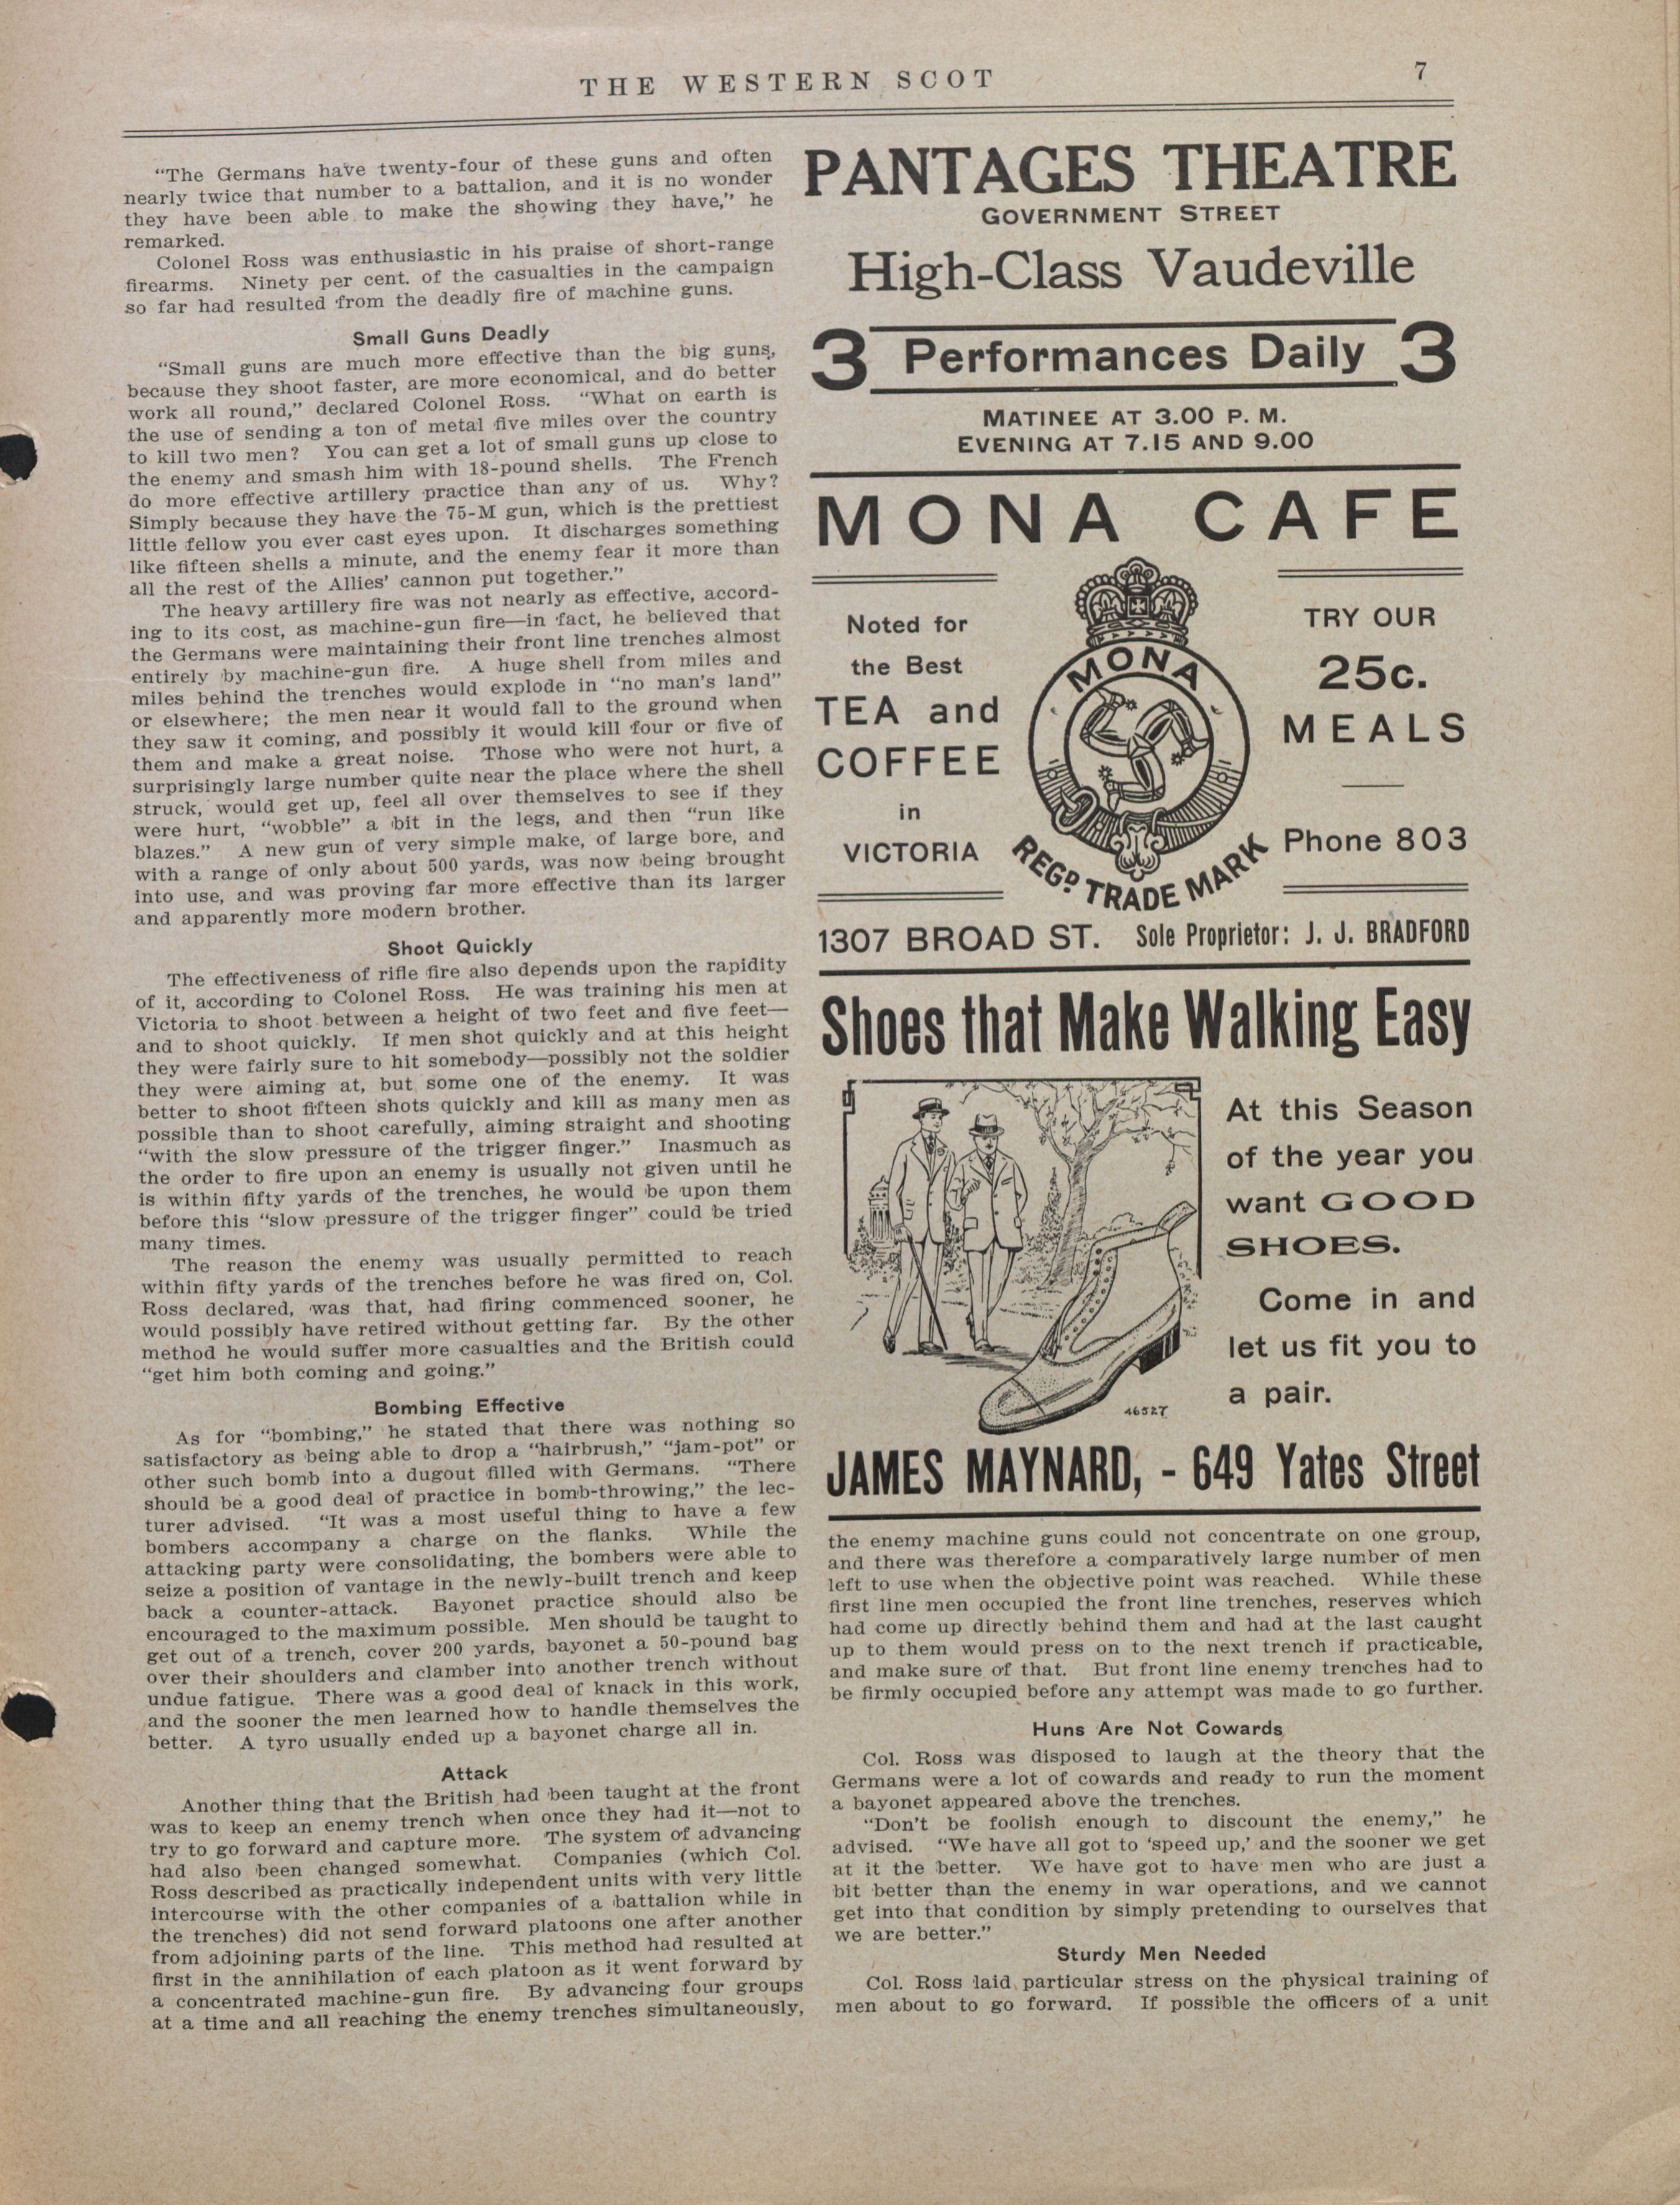 THE WESTERN SCOT
7
"The Germans have twenty-four of these guns and often
nearly twice that number to a battalion, and it is no wonder
they have been able to make the showing they have," he
remarked.
Colonel Ross was enthusiastic in his praise of short-range
firearms. Ninety per cent. of the casualties in the campaign
so far had resulted from the deadly fire of machine guns.
Small Guns Deadly
"Small guns are much more effective than the big guns,
because they shoot faster, are more economical, and do better
work all round," declared Colonel Ross. "What on earth is
the use of sending a ton of metal five miles over the country
to kill two men? You can get a lot of small guns up close to
the enemy and smash him with 18-pound shells. The French
do more effective artillery practice than any of us. Why?
Simply because they have the 75-M gun, which is the prettiest
little fellow you ever cast eyes upon. It discharges something
like fifteen shells a minute, and the enemy fear it more than
all the rest of the Allies' cannon put together."
The heavy artillery fire was not nearly as effective, accord-
ing to its cost, as machine-gun fire—in fact, he believed that
the Germans were maintaining their front line trenches almost
entirely by machine-gun fire. A huge shell from miles and
miles behind the trenches would explode in "no man's land"
or elsewhere; the men near it would fall to the ground when
they saw it coming, and possibly it would kill four or five of
them and make a great noise. Those who were not hurt, a
surprisingly large number quite near the place where the shell
struck, would get up, feel all over themselves to see if they
were hurt, "wobble" a bit in the legs, and then "run like
blazes." A new gun of very simple make, of large bore, and
with a range of only about 500 yards, was now being brought
into use, and was proving far more effective than its larger
and apparently more modern brother.
Shoot Quickly
The effectiveness of rifle fire also depends upon the rapidity
of it, according to Colonel Ross. He was training his men at
Victoria to shoot between a height of two feet and five feet—
and to shoot quickly. If men shot quickly and at this height
they were fairly sure to hit somebody—possibly not the soldier
they were aiming at, but some one of the enemy. It was
better to shoot fifteen shots quickly and kill as many men as
possible than to shoot carefully, aiming straight and shooting
"with the slow pressure of the trigger finger." Inasmuch as
the order to fire upon an enemy is usually not given until he
is within fifty yards of the trenches, he would be upon them
before this "slow pressure of the trigger finger" could be tried
many times.
The reason the enemy was usually permitted to reach
within fifty yards of the trenches before he was fired on, Col.
Ross declared, was that, had firing commenced sooner, he
would possibly have retired without getting far. By the other
method he would suffer more casualties and the British could
"get him both coming and going."
Bombing Effective
As for "bombing," he stated that there was nothing so
satisfactory as being able to drop a "hairbrush," "jam-pot" or
other such bomb into a dugout filled with Germans. "There
should be a good deal of practice in bomb-throwing," the lec-
turer advised. "It was a most useful thing to have a few
bombers accompany a charge on the flanks. While the
attacking party were consolidating, the bombers were able to
seize a position of vantage in the newly-built trench and keep
back a counter-attack. Bayonet practice should also be
encouraged to the maximum possible. Men should be taught to
get out of a trench, cover 200 yards, bayonet a 50-pound bag
over their shoulders and clamber into another trench without
undue fatigue. There was a good deal of knack in this work,
and the sooner the men learned how to handle themselves the
better. A tyro usually ended up a bayonet charge all in.
Attack
Another thing that the British had been taught at the front
was to keep an enemy trench when once they had it—not to
try to go forward and capture more. The system of advancing
had also been changed somewhat. Companies (which Col.
Ross described as practically independent units with very little
intercourse with the other companies of a battalion while in
the trenches) did not send forward platoons one after another
from adjoining parts of the line. This method had resulted at
first in the annihilation of each platoon as it went forward by
a concentrated machine-gun fire. By advancing four groups
at a time and all reaching the enemy trenches simultaneously,
PANTAGES THEATRE
GOVERNMENT STREET
High-Class Vaudeville
3 Performances Daily 3
MATINEE AT 3.00 P. M.
EVENING AT 7.15 AND 9.00
MONA CAFE
Noted for
the Best
TEA and
COFFEE
in
VICTORIA
MONA
REGD TRADE MARK
TRY OUR
25c.
MEALS
Phone 803
1307 BROAD ST. Sole Proprietor: J. J. BRADFORD
Shoes that Make Walking Easy
At this Season
of the year you
want GOOD
SHOES.
Come in and
let us fit you to
a pair.
46527
JAMES MAYNARD, - 649 Yates Street
the enemy machine guns could not concentrate on one group,
and there was therefore a comparatively large number of men
left to use when the objective point was reached. While these
first line men occupied the front line trenches, reserves which
had come up directly behind them and had at the last caught
up to them would press on to the next trench if practicable,
and make sure of that. But front line enemy trenches had to
be firmly occupied before any attempt was made to go further.
Huns Are Not Cowards
Col. Ross was disposed to laugh at the theory that the
Germans were a lot of cowards and ready to run the moment
a bayonet appeared above the trenches.
"Don't be foolish enough to discount the enemy," he
advised. "We have all got to 'speed up,' and the sooner we get
at it the better. We have got to have men who are just a
bit better than the enemy in war operations, and we cannot
get into that condition by simply pretending to ourselves that
we are better."
Sturdy Men Needed
Col. Ross laid particular stress on the physical training of
men about to go forward. If possible the officers of a unit